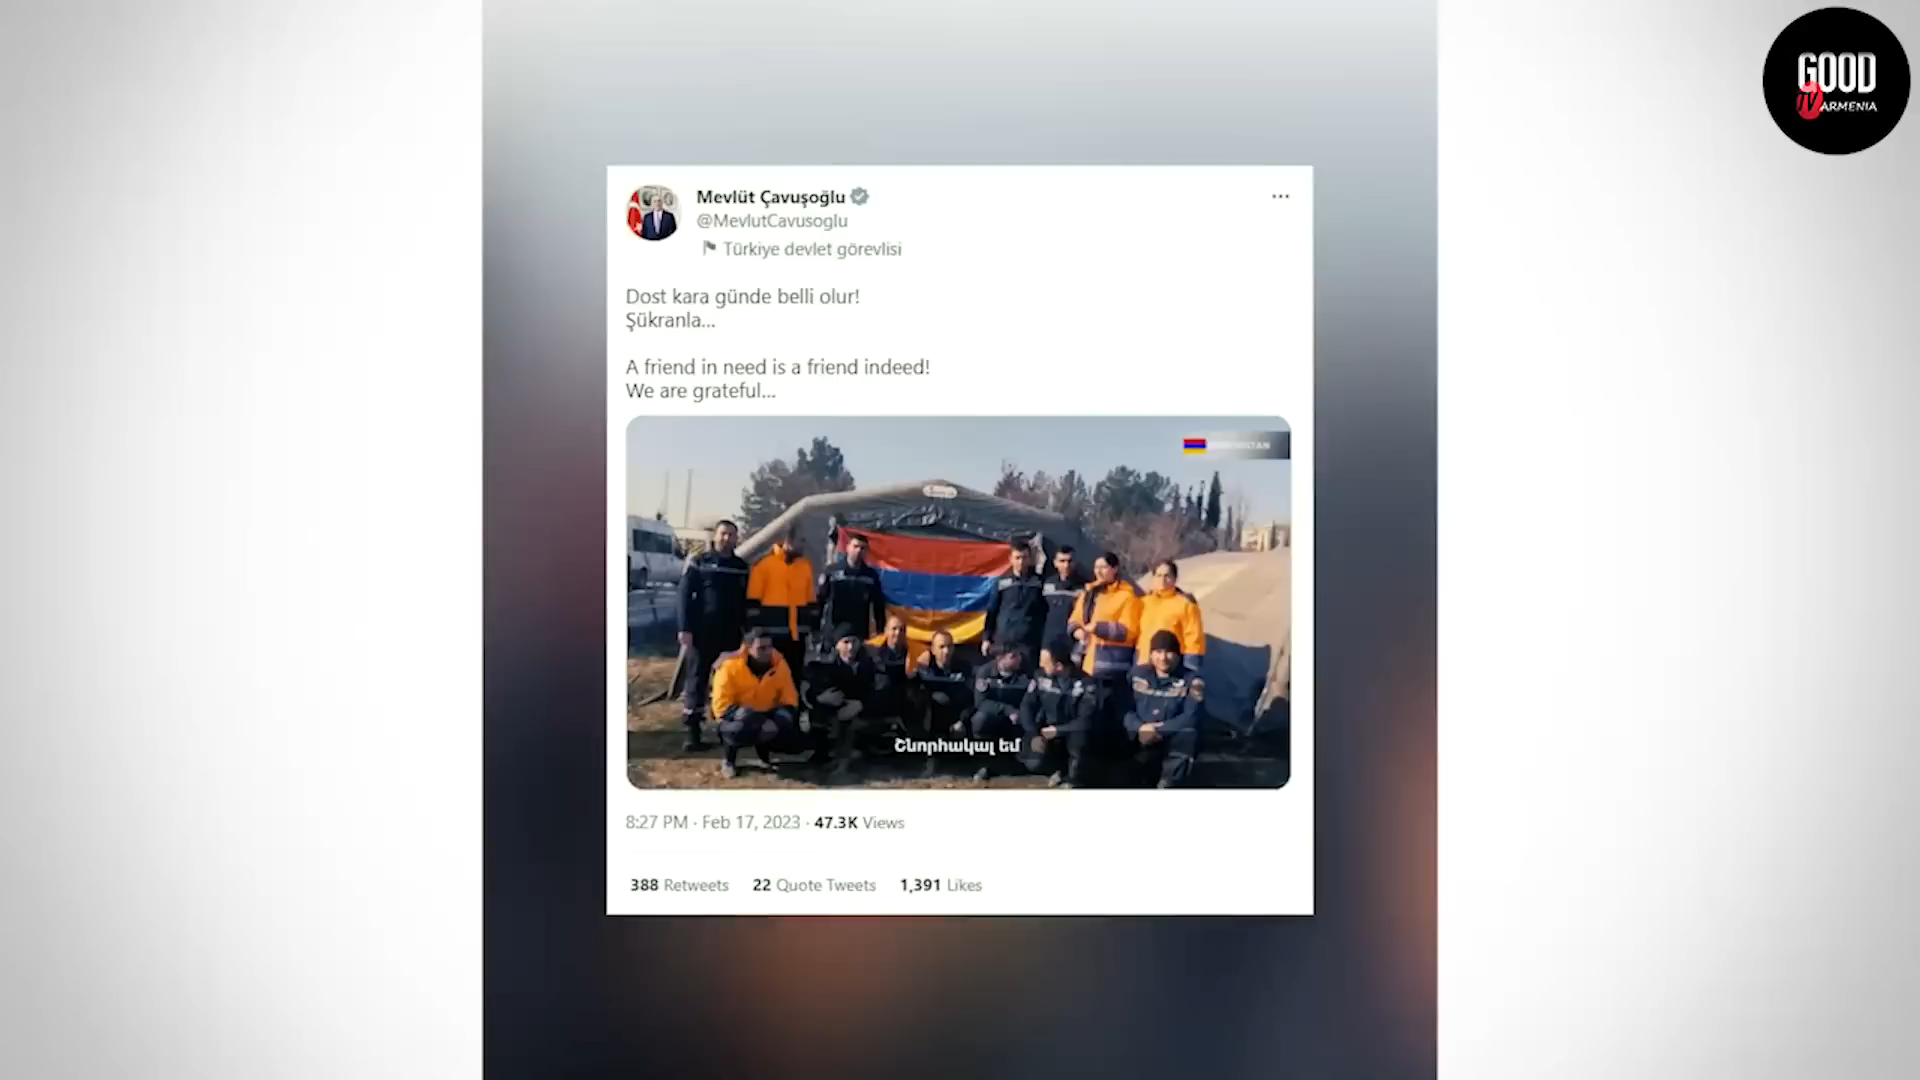 GOOD
TV ARMENIA
Mevlüt Çavuşoğlu
@MevlutCavusoglu
Türkiye devlet görevlisi
Dost kara günde belli olur!
Şükranla...
A friend in need is a friend indeed!
We are grateful...
Շնորհակալ եմ
8:27 PM · Feb 17, 2023 · 47.3K Views
388 Retweets 22 Quote Tweets 1,391 Likes